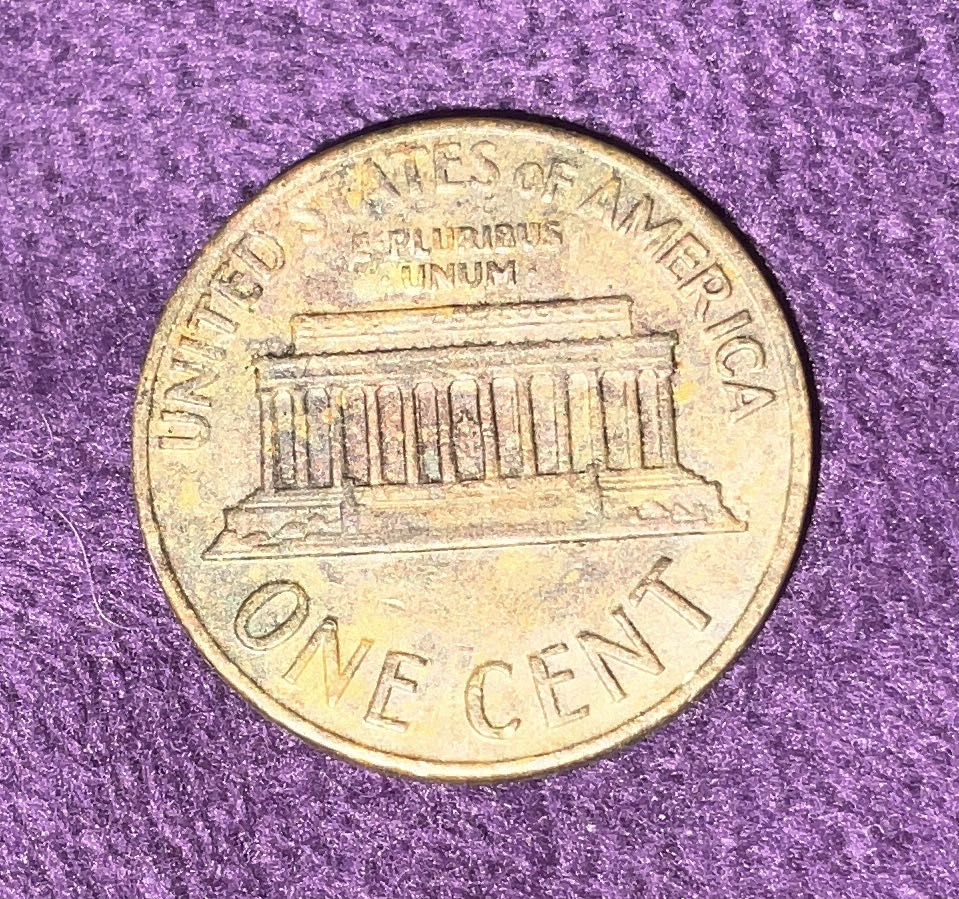 UNITED STATES OF AMERICA
E PLURIBUS
UNUM
ONE CENT